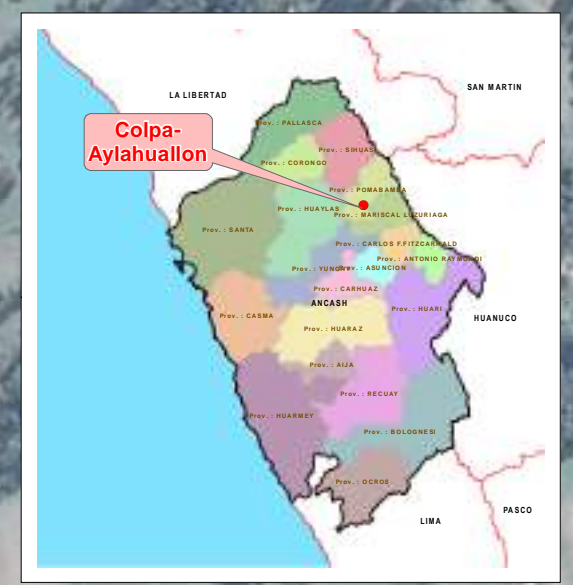 SAN MARTIN
LA LIBERTAD
Prov. : PALLASCA
Colpa-
Aylahuallon
Prov. : SIHUAS
Prov. : CORONGO
Prov. : POMABAMBA
Prov. : HUAYLAS
Prov. : MARISCAL LUZURIAGA
Prov. : SANTA
Prov. : CARLOS F.FITZCARRALD
Prov. : ANTONIO RAYMONDI
Prov. : YUNGAY
Prov. : ASUNCION
Prov. : CARHUAZ
ANCASH
Prov. : HUARI
Prov. : CASMA
HUANUCO
Prov. : HUARAZ
Prov. : AIJA
Prov. : RECUAY
Prov. : HUARMEY
Prov. : BOLOGNESI
Prov. : OCROS
PASCO
LIMA